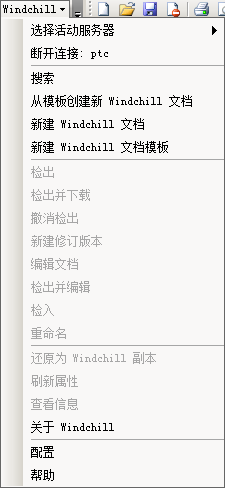 Windchill
选择活动服务器
断开连接: ptc
搜索
从模板创建新 Windchill 文档
新建 Windchill 文档
新建 Windchill 文档模板
检出
检出并下载
撤消检出
新建修订版本
编辑文档
检出并编辑
检入
重命名
还原为 Windchill 副本
刷新属性
查看信息
关于 Windchill
配置
帮助